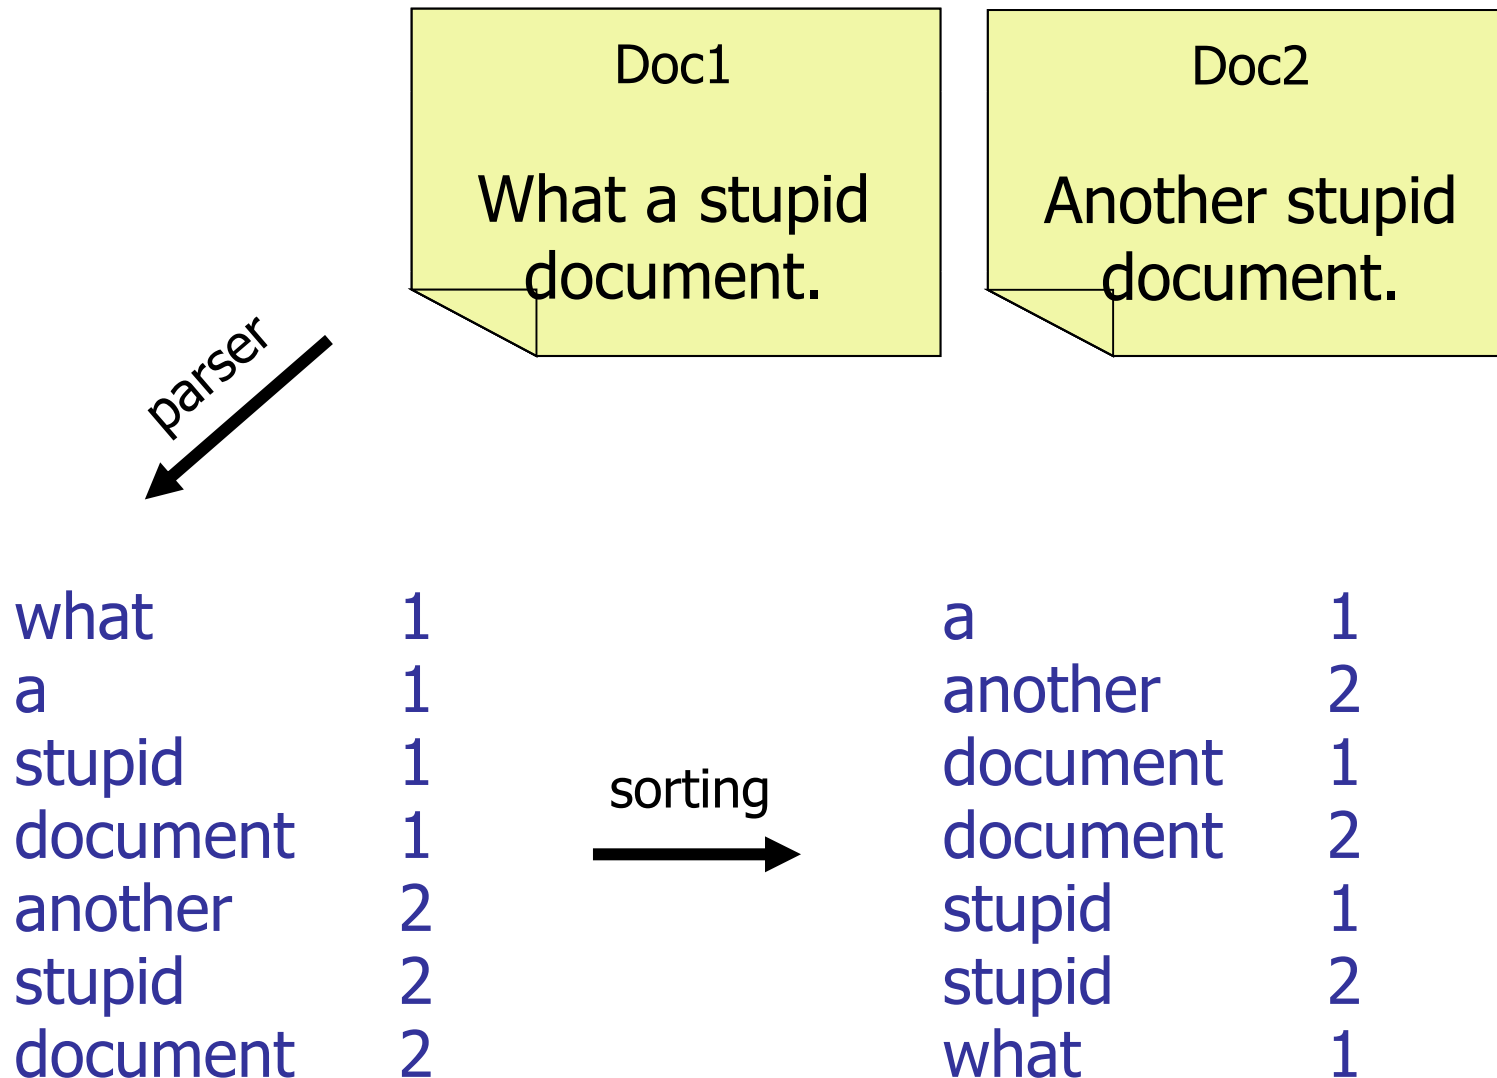 Doc1
What a stupid
document.
Doc2
Another stupid
document.
parser
what 1
a 1
stupid 1
document 1
another 2
stupid 2
document 2
sorting
a 1
another 2
document 1
document 2
stupid 1
stupid 2
what 1